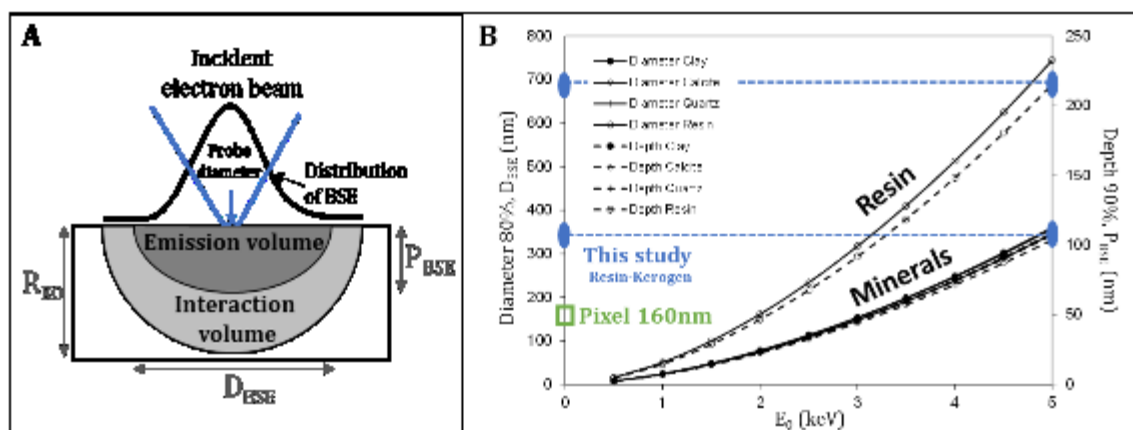 A
Incident
electron beam
Probe
diameter
Distribution
of BSE
Emission volume
Interaction
volume
P BSE
R
D BSE
B
Diameter 80%, D BSE (nm)
800
700
600
500
400
300
200
100
0
Diameter Clay
Diameter Calcite
Diameter Quartz
Diameter Resin
Depth Clay
Depth Calcite
Depth Quartz
Depth Resin
Resin
Minerals
This study
Resin-Kerogen
Pixel 160nm
0 1 2 3 4 5
E0 (keV)
250
200
150
100
50
0
Depth 90%, P BSE (nm)